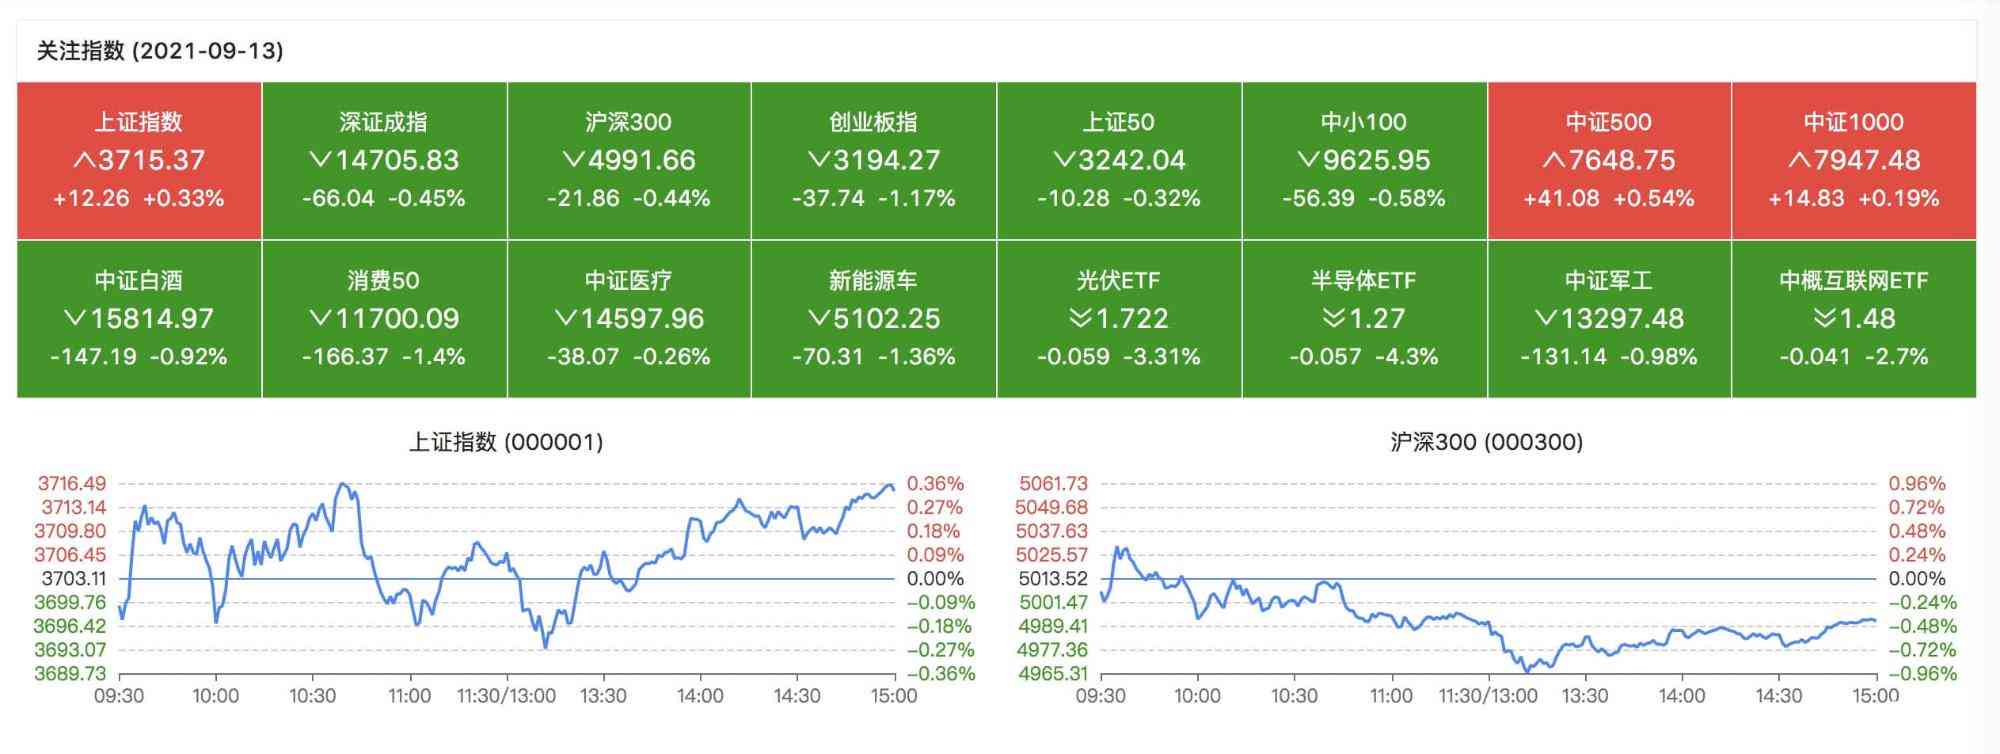 关注指数 (2021-09-13)
上证指数 深证成指 沪深300 创业板指 上证50 中小100 中证500 中证1000
3715.37 14705.83 4991.66 3194.27 3242.04 9625.95 7648.75 7947.48
+12.26 +0.33% -66.04 -0.45% -21.86 -0.44% -37.74 -1.17% -10.28 -0.32% -56.39 -0.58% +41.08 +0.54% +14.83 +0.19%
中证白酒 消费50 中证医疗 新能源车 光伏ETF 半导体ETF 中证军工 中概互联网ETF
15814.97 11700.09 14597.96 5102.25 1.722 1.27 13297.48 1.48
-147.19 -0.92% -166.37 -1.4% -38.07 -0.26% -70.31 -1.36% -0.059 -3.31% -0.057 -4.3% -131.14 -0.98% -0.041 -2.7%
上证指数 (000001)
3716.49 0.36%
3713.14 0.27%
3709.80 0.18%
3706.45 0.09%
3703.11 0.00%
3699.76 -0.09%
3696.42 -0.18%
3693.07 -0.27%
3689.73 -0.36%
09:30 10:00 10:30 11:00 11:30/13:00 13:30 14:00 14:30 15:00
沪深300 (000300)
5061.73 0.96%
5049.68 0.72%
5037.63 0.48%
5025.57 0.24%
5013.52 0.00%
5001.47 -0.24%
4989.41 -0.48%
4977.36 -0.72%
4965.31 -0.96%
09:30 10:00 10:30 11:00 11:30/13:00 13:30 14:00 14:30 15:00